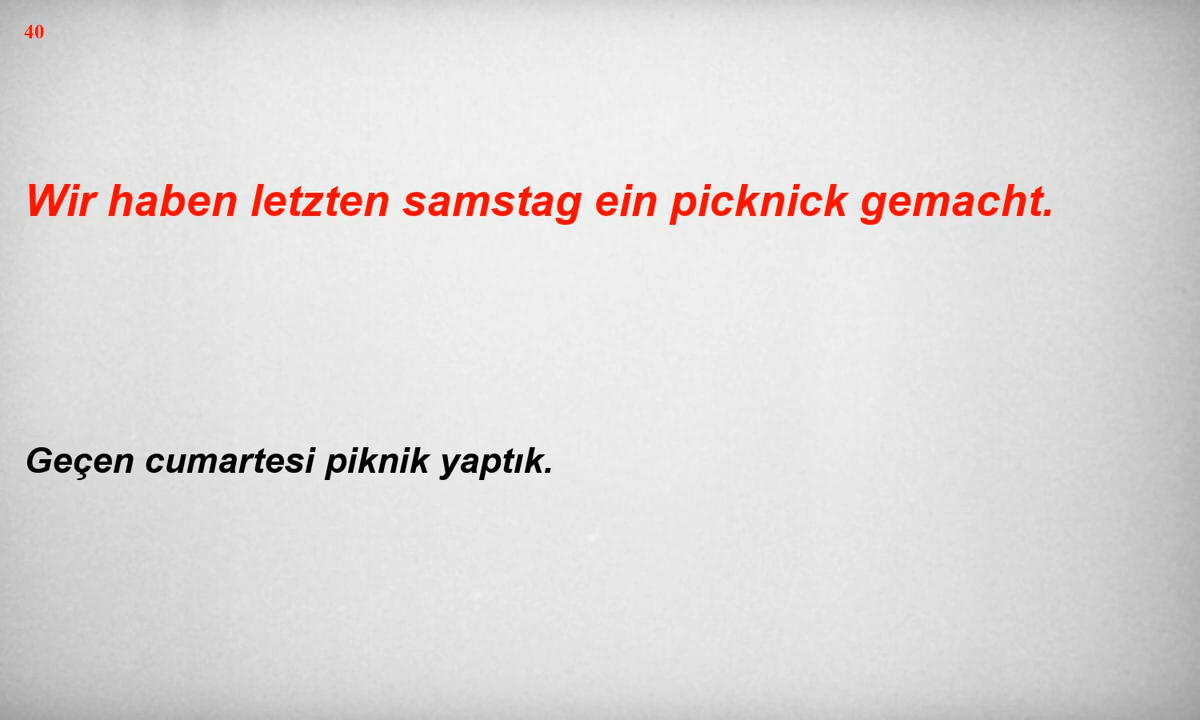 40
Wir haben letzten samstag ein picknick gemacht.
Geçen cumartesi piknik yaptık.